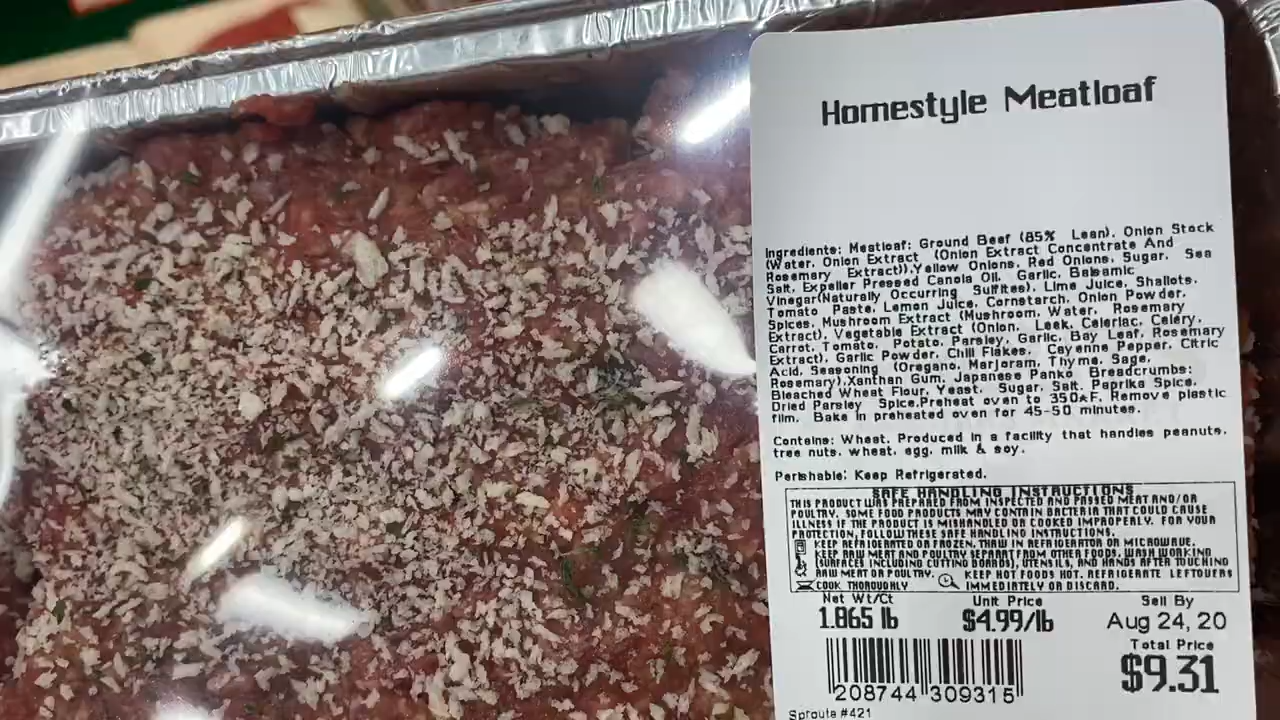 Homestyle Meatloaf
Ingredients: Meatloaf: Ground Beef (85% Lean), Onion Stock
(Water, Onion Extract (Onion Extract Concentrate And
Rosemary Extract)),Yellow Onions, Red Onions, Sugar, Sea
Salt, Expeller Pressed Canola Oil, Garlic, Balsamic
Vinegar(Naturally Occurring Sulfites), Lime Juice, Shallots,
Tomato Paste, Lemon Juice, Cornstarch, Onion Powder,
Spices, Mushroom Extract (Mushroom, Water, Rosemary
Extract), Vegetable Extract (Onion, Leek, Celeriac, Celery,
Carrot, Tomato, Potato, Parsley, Garlic, Bay Leaf, Rosemary
Extract), Garlic Powder, Chili Flakes, Cayenne Pepper, Citric
Acid, Seasoning (Oregano, Marjoram, Thyme, Sage,
Rosemary),Xanthan Gum, Japanese Panko Breadcrumbs:
Bleached Wheat Flour, Yeast, Sugar, Salt, Paprika Spice,
Dried Parsley Spice.Preheat oven to 350*F. Remove plastic
film. Bake in preheated oven for 45-50 minutes.
Contains: Wheat. Produced in a facility that handles peanuts,
tree nuts, wheat, egg, milk & soy.
Perishable: Keep Refrigerated.
SAFE HANDLING INSTRUCTIONS
THIS PRODUCT WAS PREPARED FROM INSPECTED AND PASSED MEAT AND/OR
POULTRY. SOME FOOD PRODUCTS MAY CONTAIN BACTERIA THAT COULD CAUSE
ILLNESS IF THE PRODUCT IS MISHANDLED OR COOKED IMPROPERLY. FOR YOUR
PROTECTION, FOLLOW THESE SAFE HANDLING INSTRUCTIONS.
KEEP REFRIGERATED OR FROZEN. THAW IN REFRIGERATOR OR MICROWAVE.
KEEP RAW MEAT AND POULTRY SEPARAT FROM OTHER FOODS. WASH WORKIND
(SURFACES INCLUDING CUTTING BOARDS), UTENSILS, AND HANDS AFTER TOUCHING
RAW MEAT OR POULTRY. KEEP HOT FOODS HOT. REFRIGERATE LEFTOVERS
COOK THOROUGHLY IMMEDIATELY OR DISCARD.
Net Wt/Ct Unit Price Sell By
1.865 lb $4.99/lb Aug 24, 20
Total Price
$9.31
208744 309315
Sprouts #421